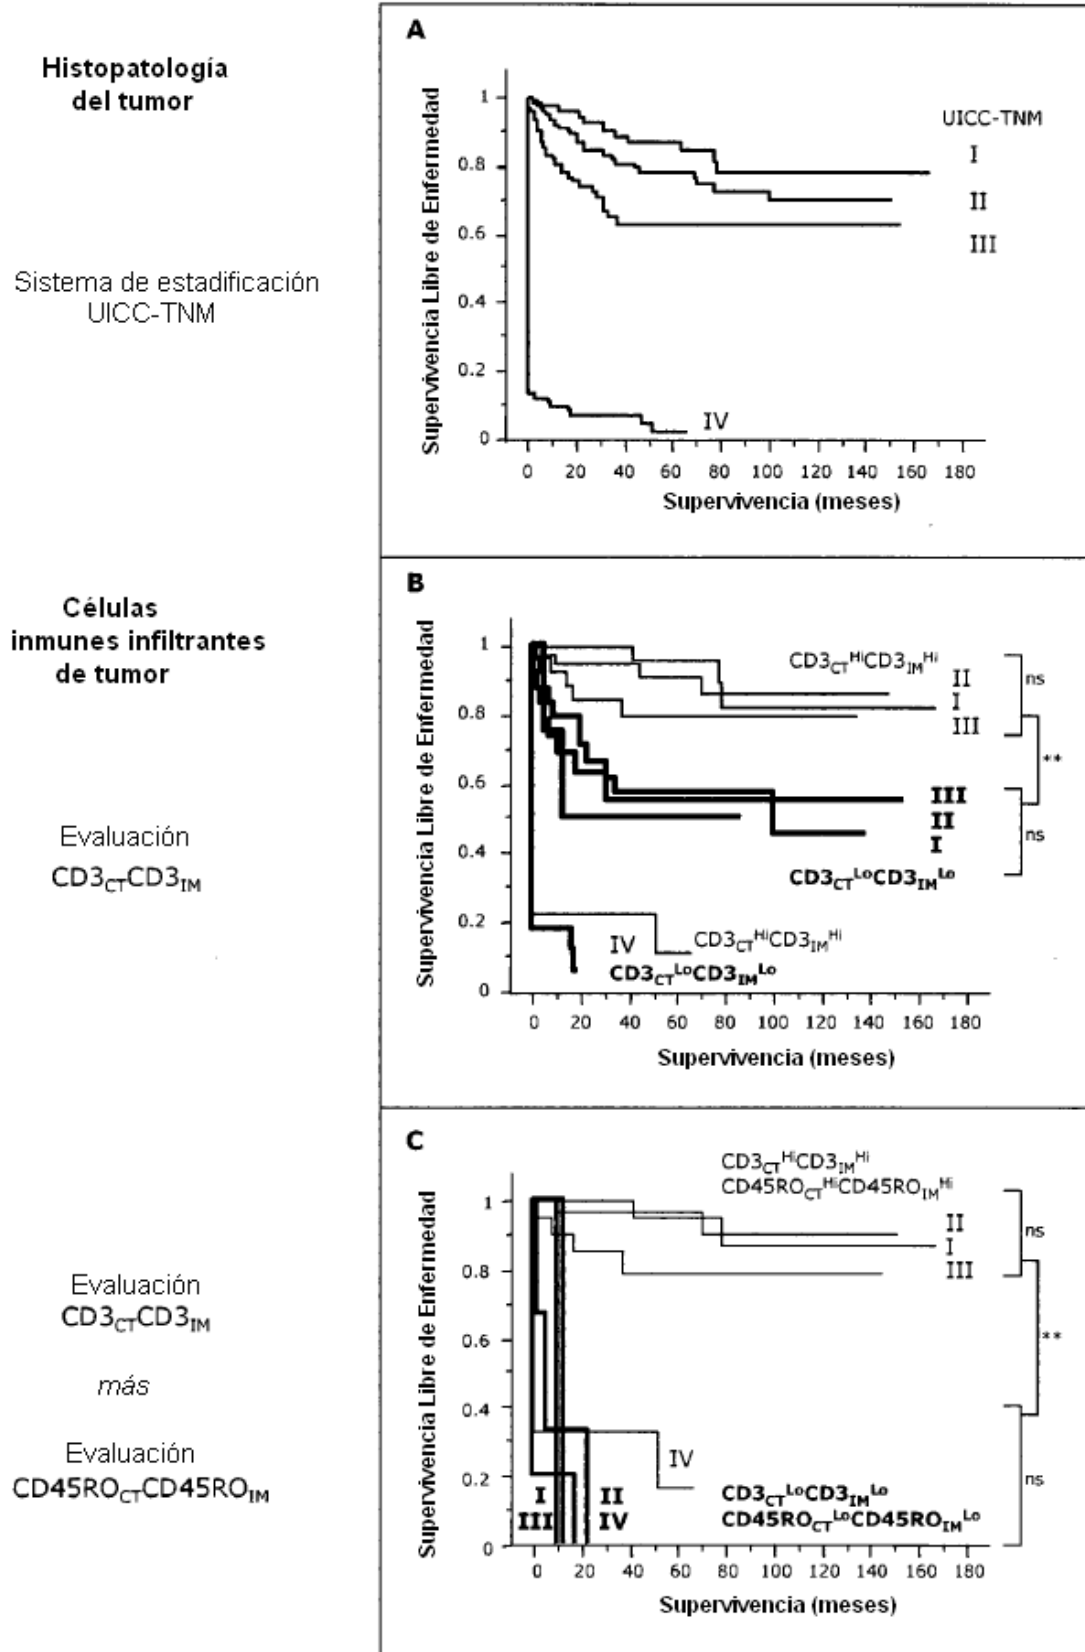 Histopatología
del tumor
Sistema de estadificación
UICC-TNM
A
Supervivencia Libre de Enfermedad
1
0.8
0.6
0.4
0.2
0
UICC-TNM
I
II
III
IV
0 20 40 60 80 100 120 140 160 180
Supervivencia (meses)
Células
inmunes infiltrantes
de tumor
Evaluación
CD3CTCD3IM
B
Supervivencia Libre de Enfermedad
1
0.8
0.6
0.4
0.2
0
CD3CTHiCD3IMHi
II
I
III
ns
**
III
II
I
ns
CD3CTLoCD3IMLo
IV
CD3CTHiCD3IMHi
CD3CTLoCD3IMLo
0 20 40 60 80 100 120 140 160 180
Supervivencia (meses)
Evaluación
CD3CTCD3IM
más
Evaluación
CD45ROCTCD45ROIM
C
Supervivencia Libre de Enfermedad
1
0.8
0.6
0.4
0.2
0
CD3CTHiCD3IMHi
CD45ROCTHiCD45ROIMHi
II
I
III
ns
**
IV
ns
I II
III IV
CD3CTLoCD3IMLo
CD45ROCTLoCD45ROIMLo
0 20 40 60 80 100 120 140 160 180
Supervivencia (meses)